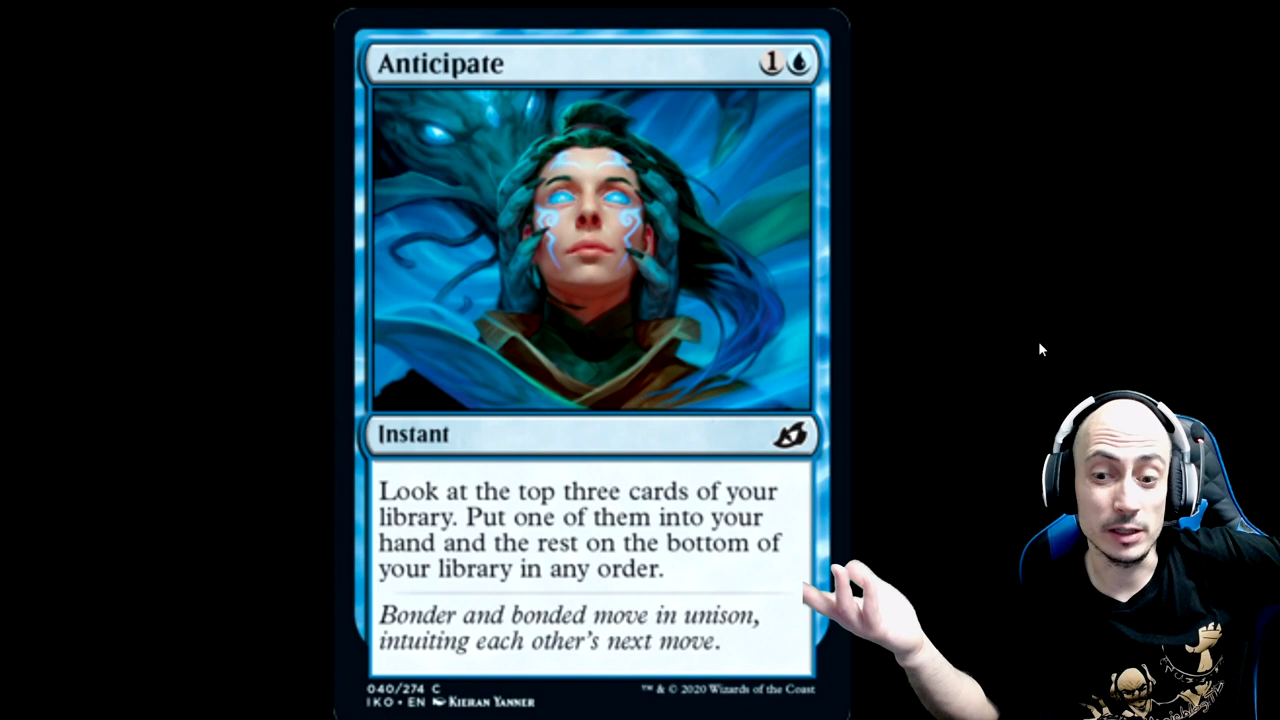 Anticipate 1
Instant
Look at the top three cards of your
library. Put one of them into your
hand and the rest on the bottom of
your library in any order.
Bonder and bonded move in unison,
intuiting each other's next move.
040/274 C
™ & © 2020 Wizards of the Coast
IKO • EN KIERAN YANNER